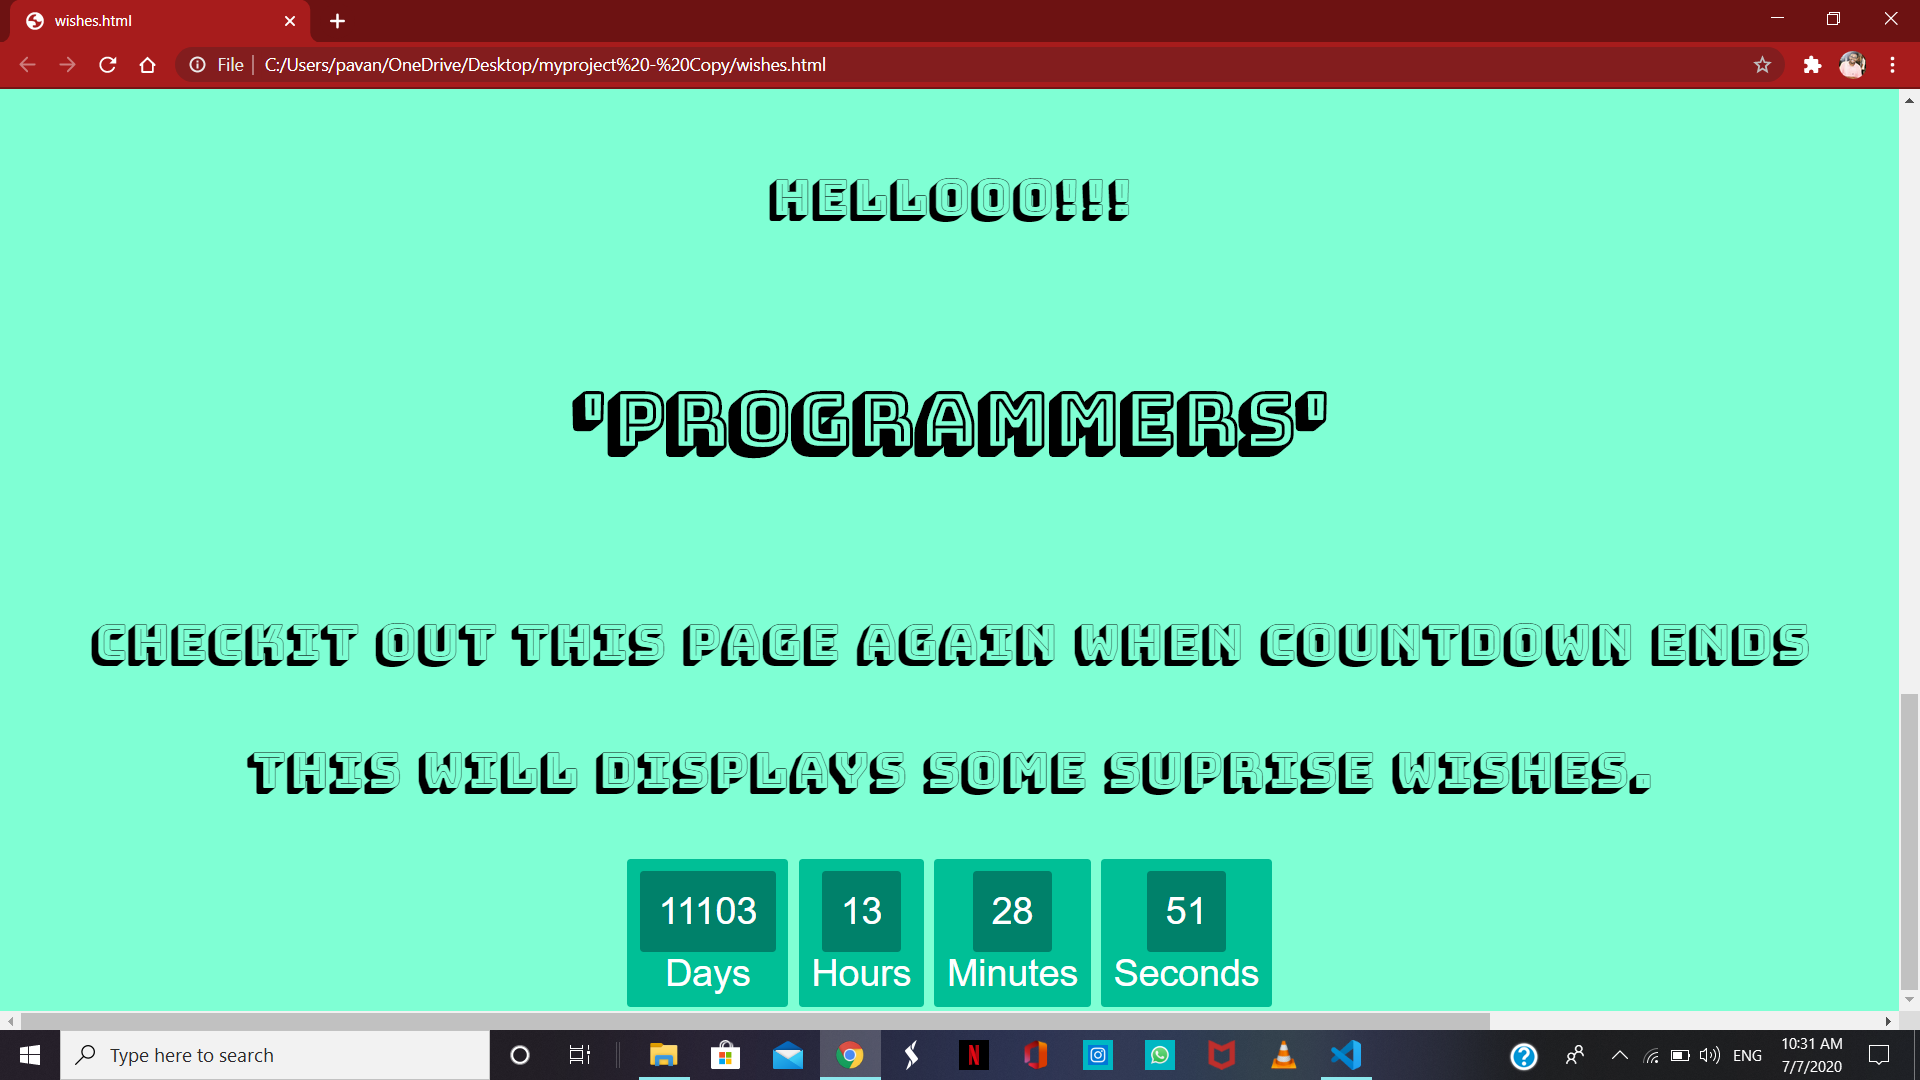 wishes.html
File
C:/Users/pavan/OneDrive/Desktop/myproject%20-%20Copy/wishes.html
HELLOOO!!!
'PROGRAMMERS'
CHECKIT OUT THIS PAGE AGAIN WHEN COUNTDOWN ENDS
THIS WILL DISPLAYS SOME SUPRISE WISHES.
11103 13 28 51
Days Hours Minutes Seconds
Type here to search
ENG
10:31 AM
7/7/2020